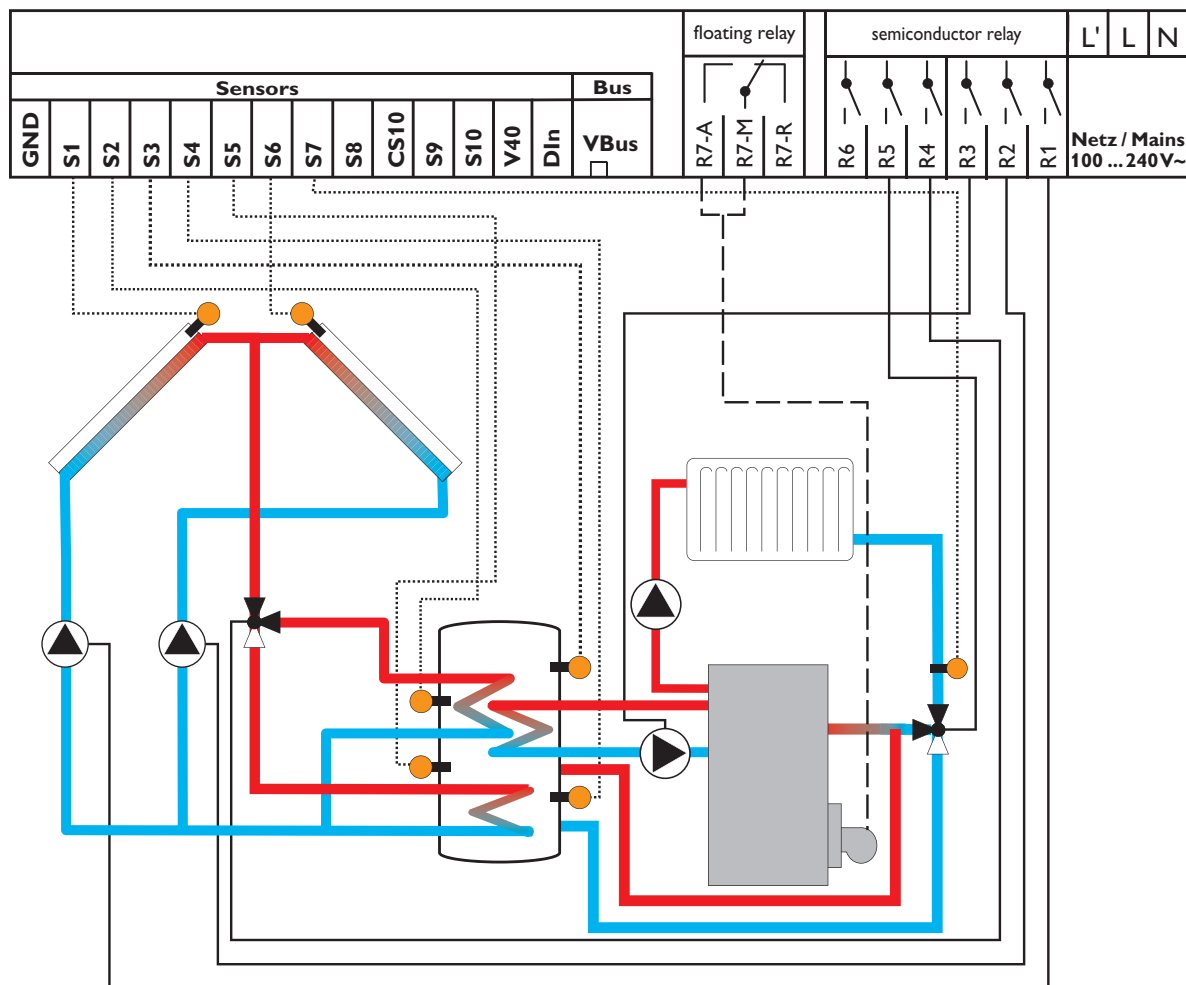 floating relay
semiconductor relay
L' L N
Sensors
Bus
GND
S1
S2
S3
S4
S5
S6
S7
S8
CS10
S9
S10
V40
DIn
VBus
R7-A
R7-M
R7-R
R6
R5
R4
R3
R2
R1
Netz / Mains
100 ... 240 V~